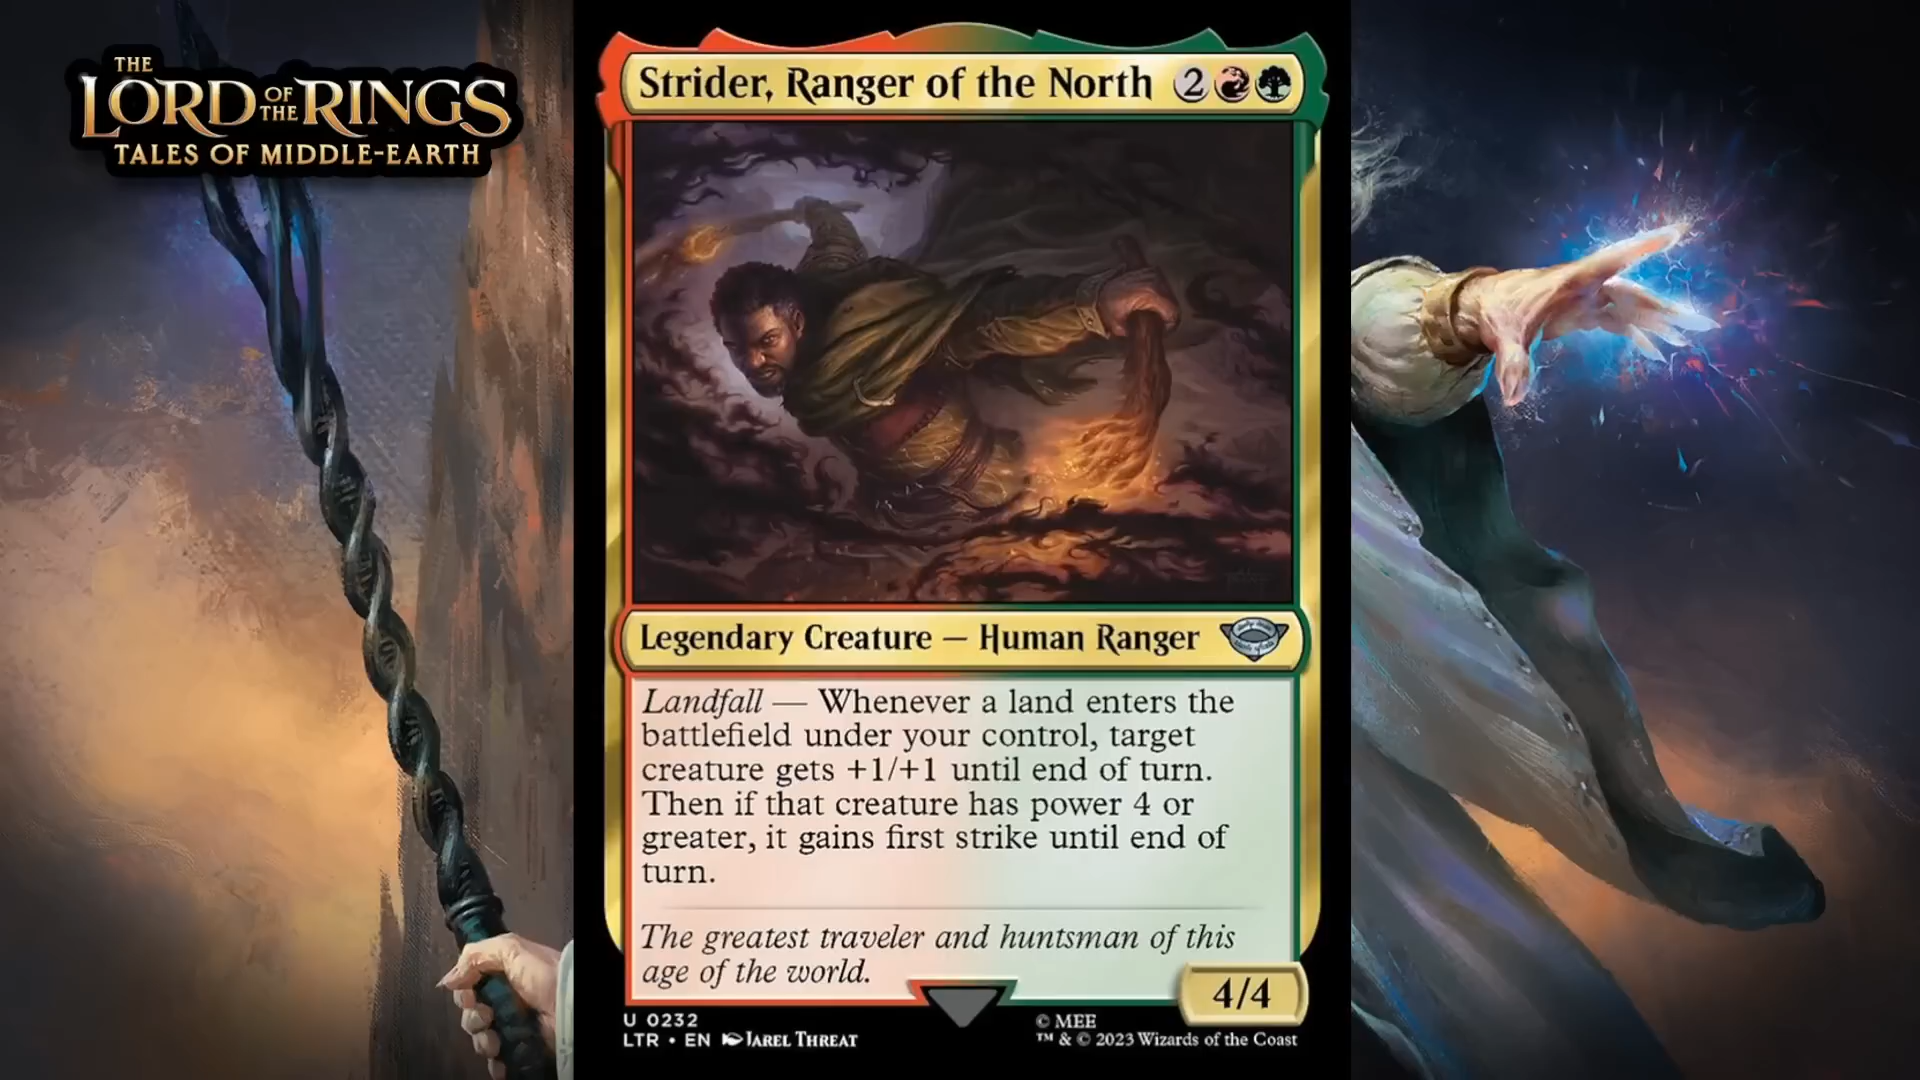 THE
LORD OF THE RINGS
TALES OF MIDDLE-EARTH
Strider, Ranger of the North 2
Legendary Creature — Human Ranger
Landfall — Whenever a land enters the
battlefield under your control, target
creature gets +1/+1 until end of turn.
Then if that creature has power 4 or
greater, it gains first strike until end of
turn.
The greatest traveler and huntsman of this
age of the world.
4/4
U 0232
LTR • EN JAREL THREAT
© MEE
™ & © 2023 Wizards of the Coast